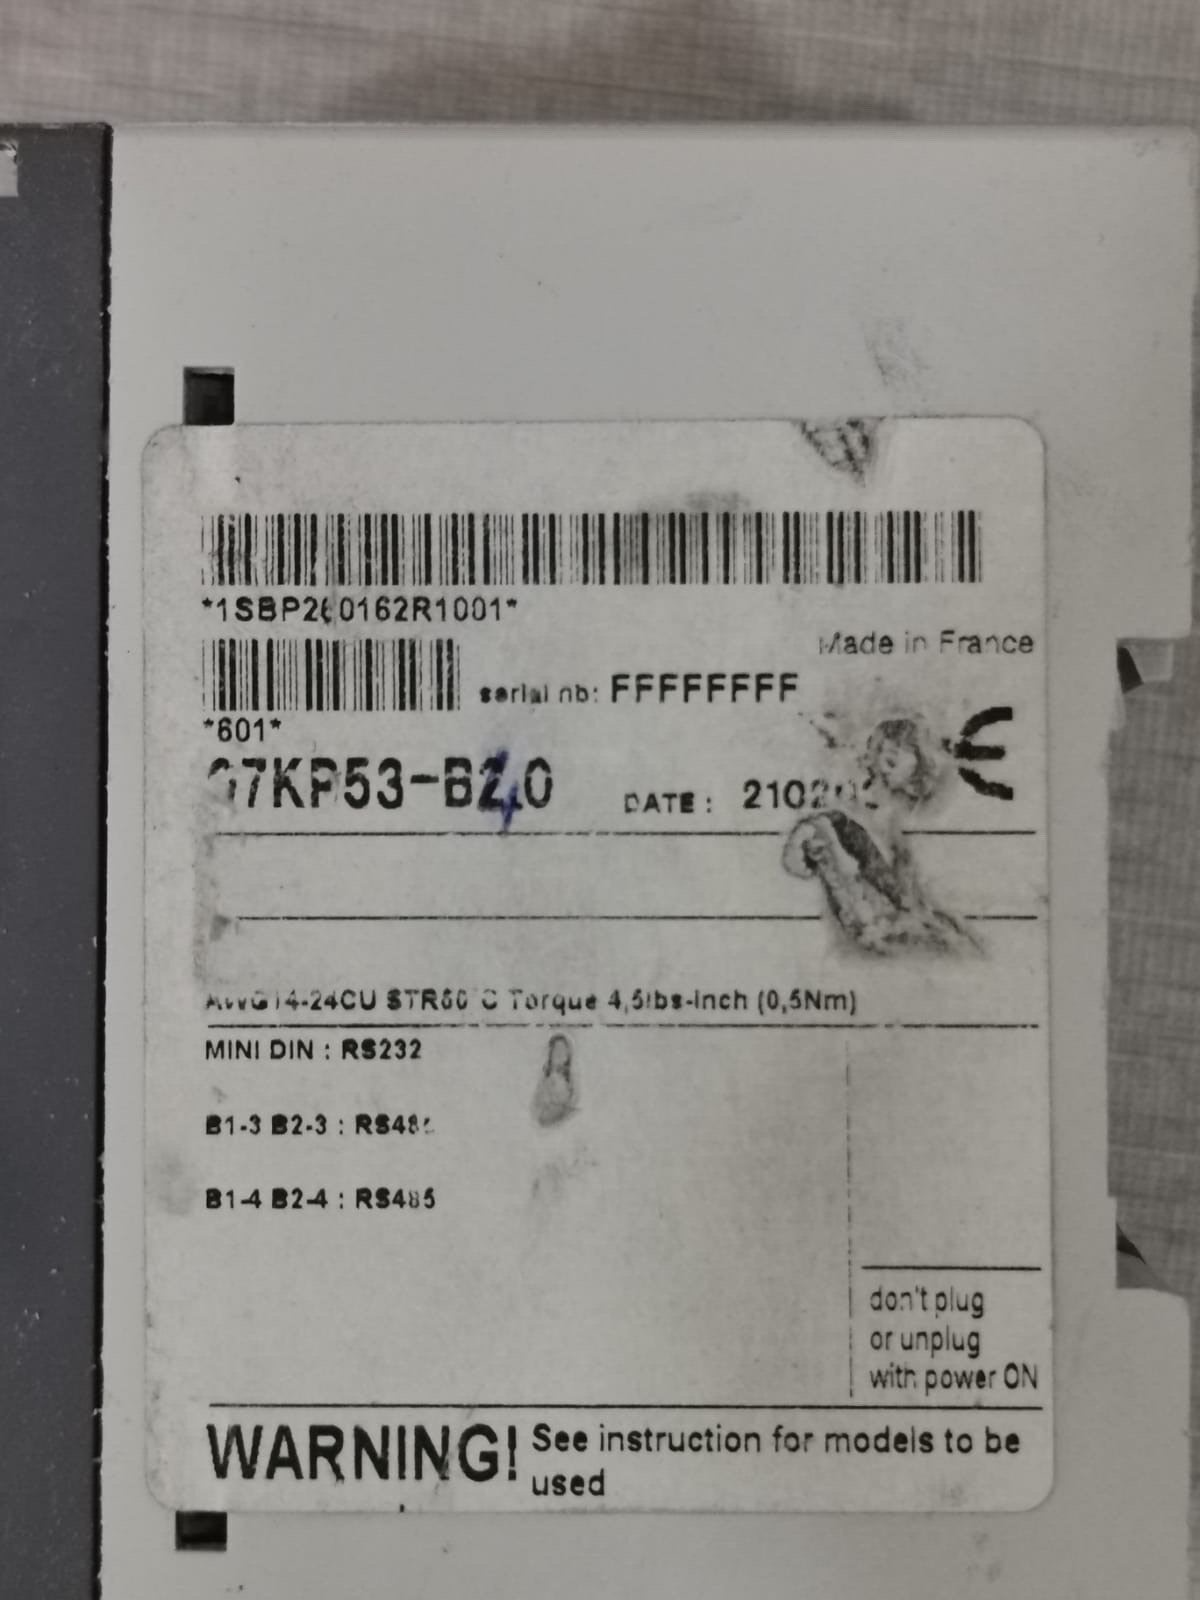 *1SBP260162R1001*
Made in France
serial nb: FFFFFFFF
*601*
07KP53-B2.0
DATE :
AWG14-24CU STR60°C Torque 4,5lbs-inch (0,5Nm)
MINI DIN : RS232
B1-3 B2-3 : RS485
B1-4 B2-4 : RS485
don't plug
or unplug
with power ON
WARNING! See instruction for models to be
used